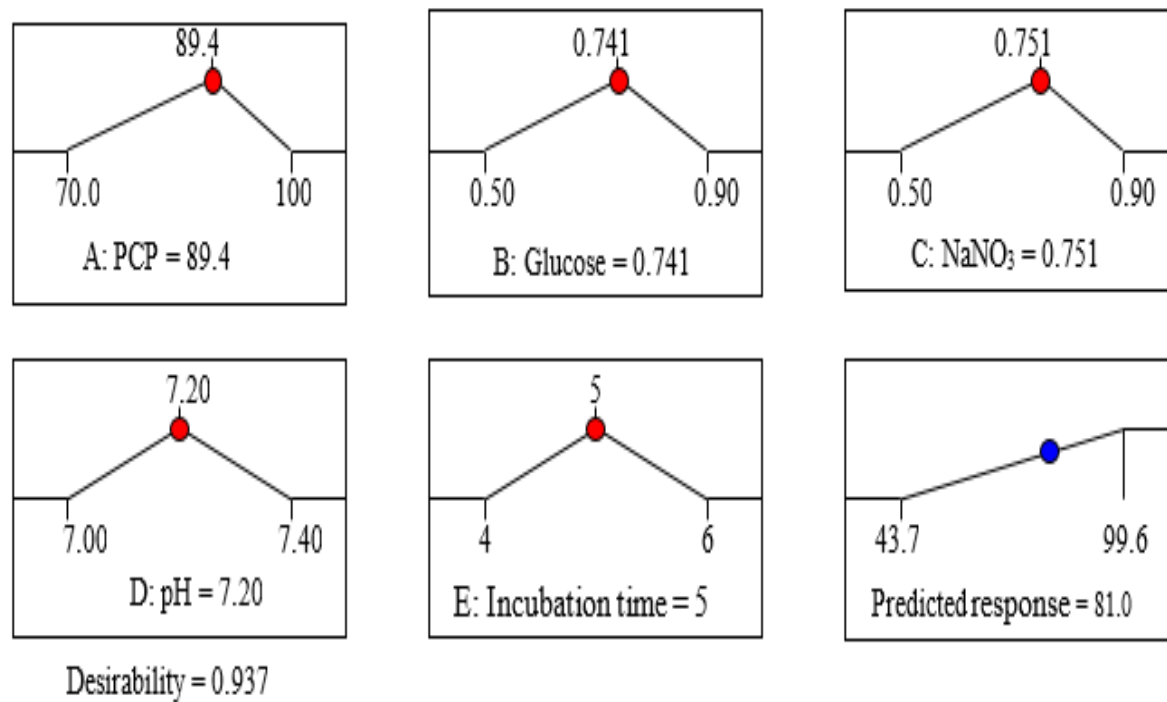 89.4
70.0 100
A: PCP = 89.4
0.741
0.50 0.90
B: Glucose = 0.741
0.751
0.50 0.90
C: NaNO₃ = 0.751
7.20
7.00 7.40
D: pH = 7.20
5
4 6
E: Incubation time = 5
43.7 99.6
Predicted response = 81.0
Desirability = 0.937